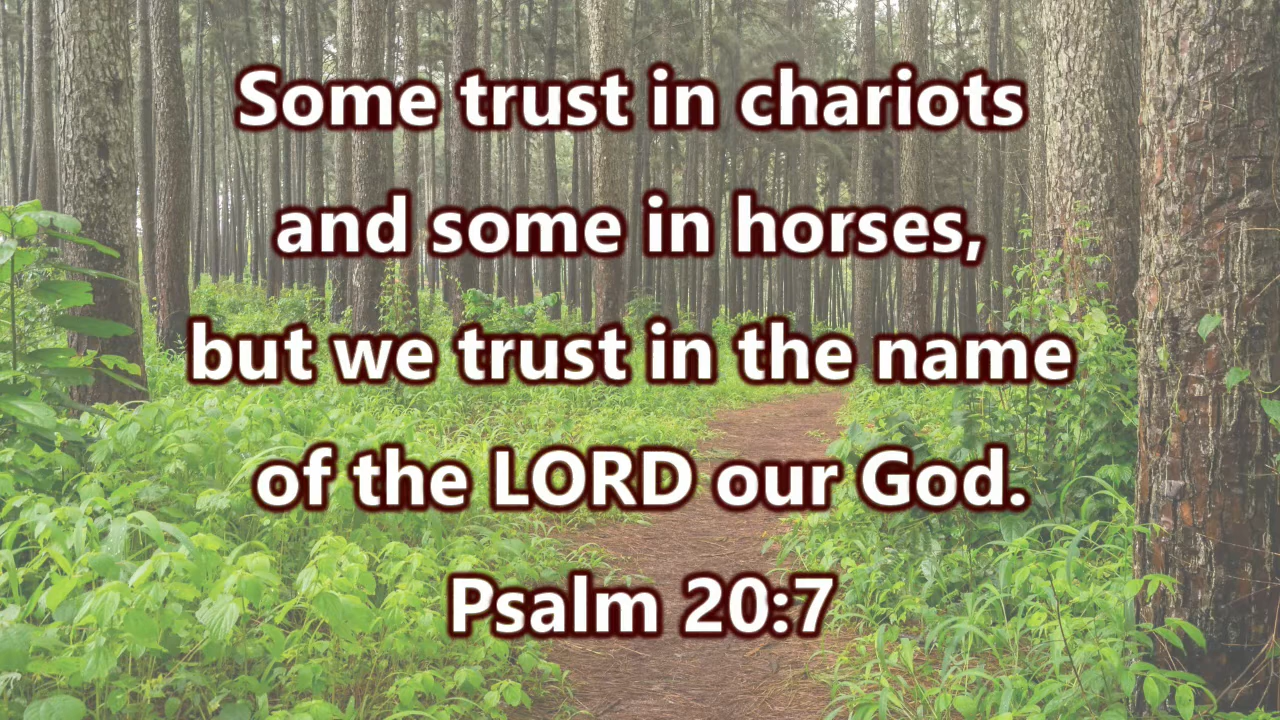 Some trust in chariots
and some in horses,
but we trust in the name
of the LORD our God.
Psalm 20:7